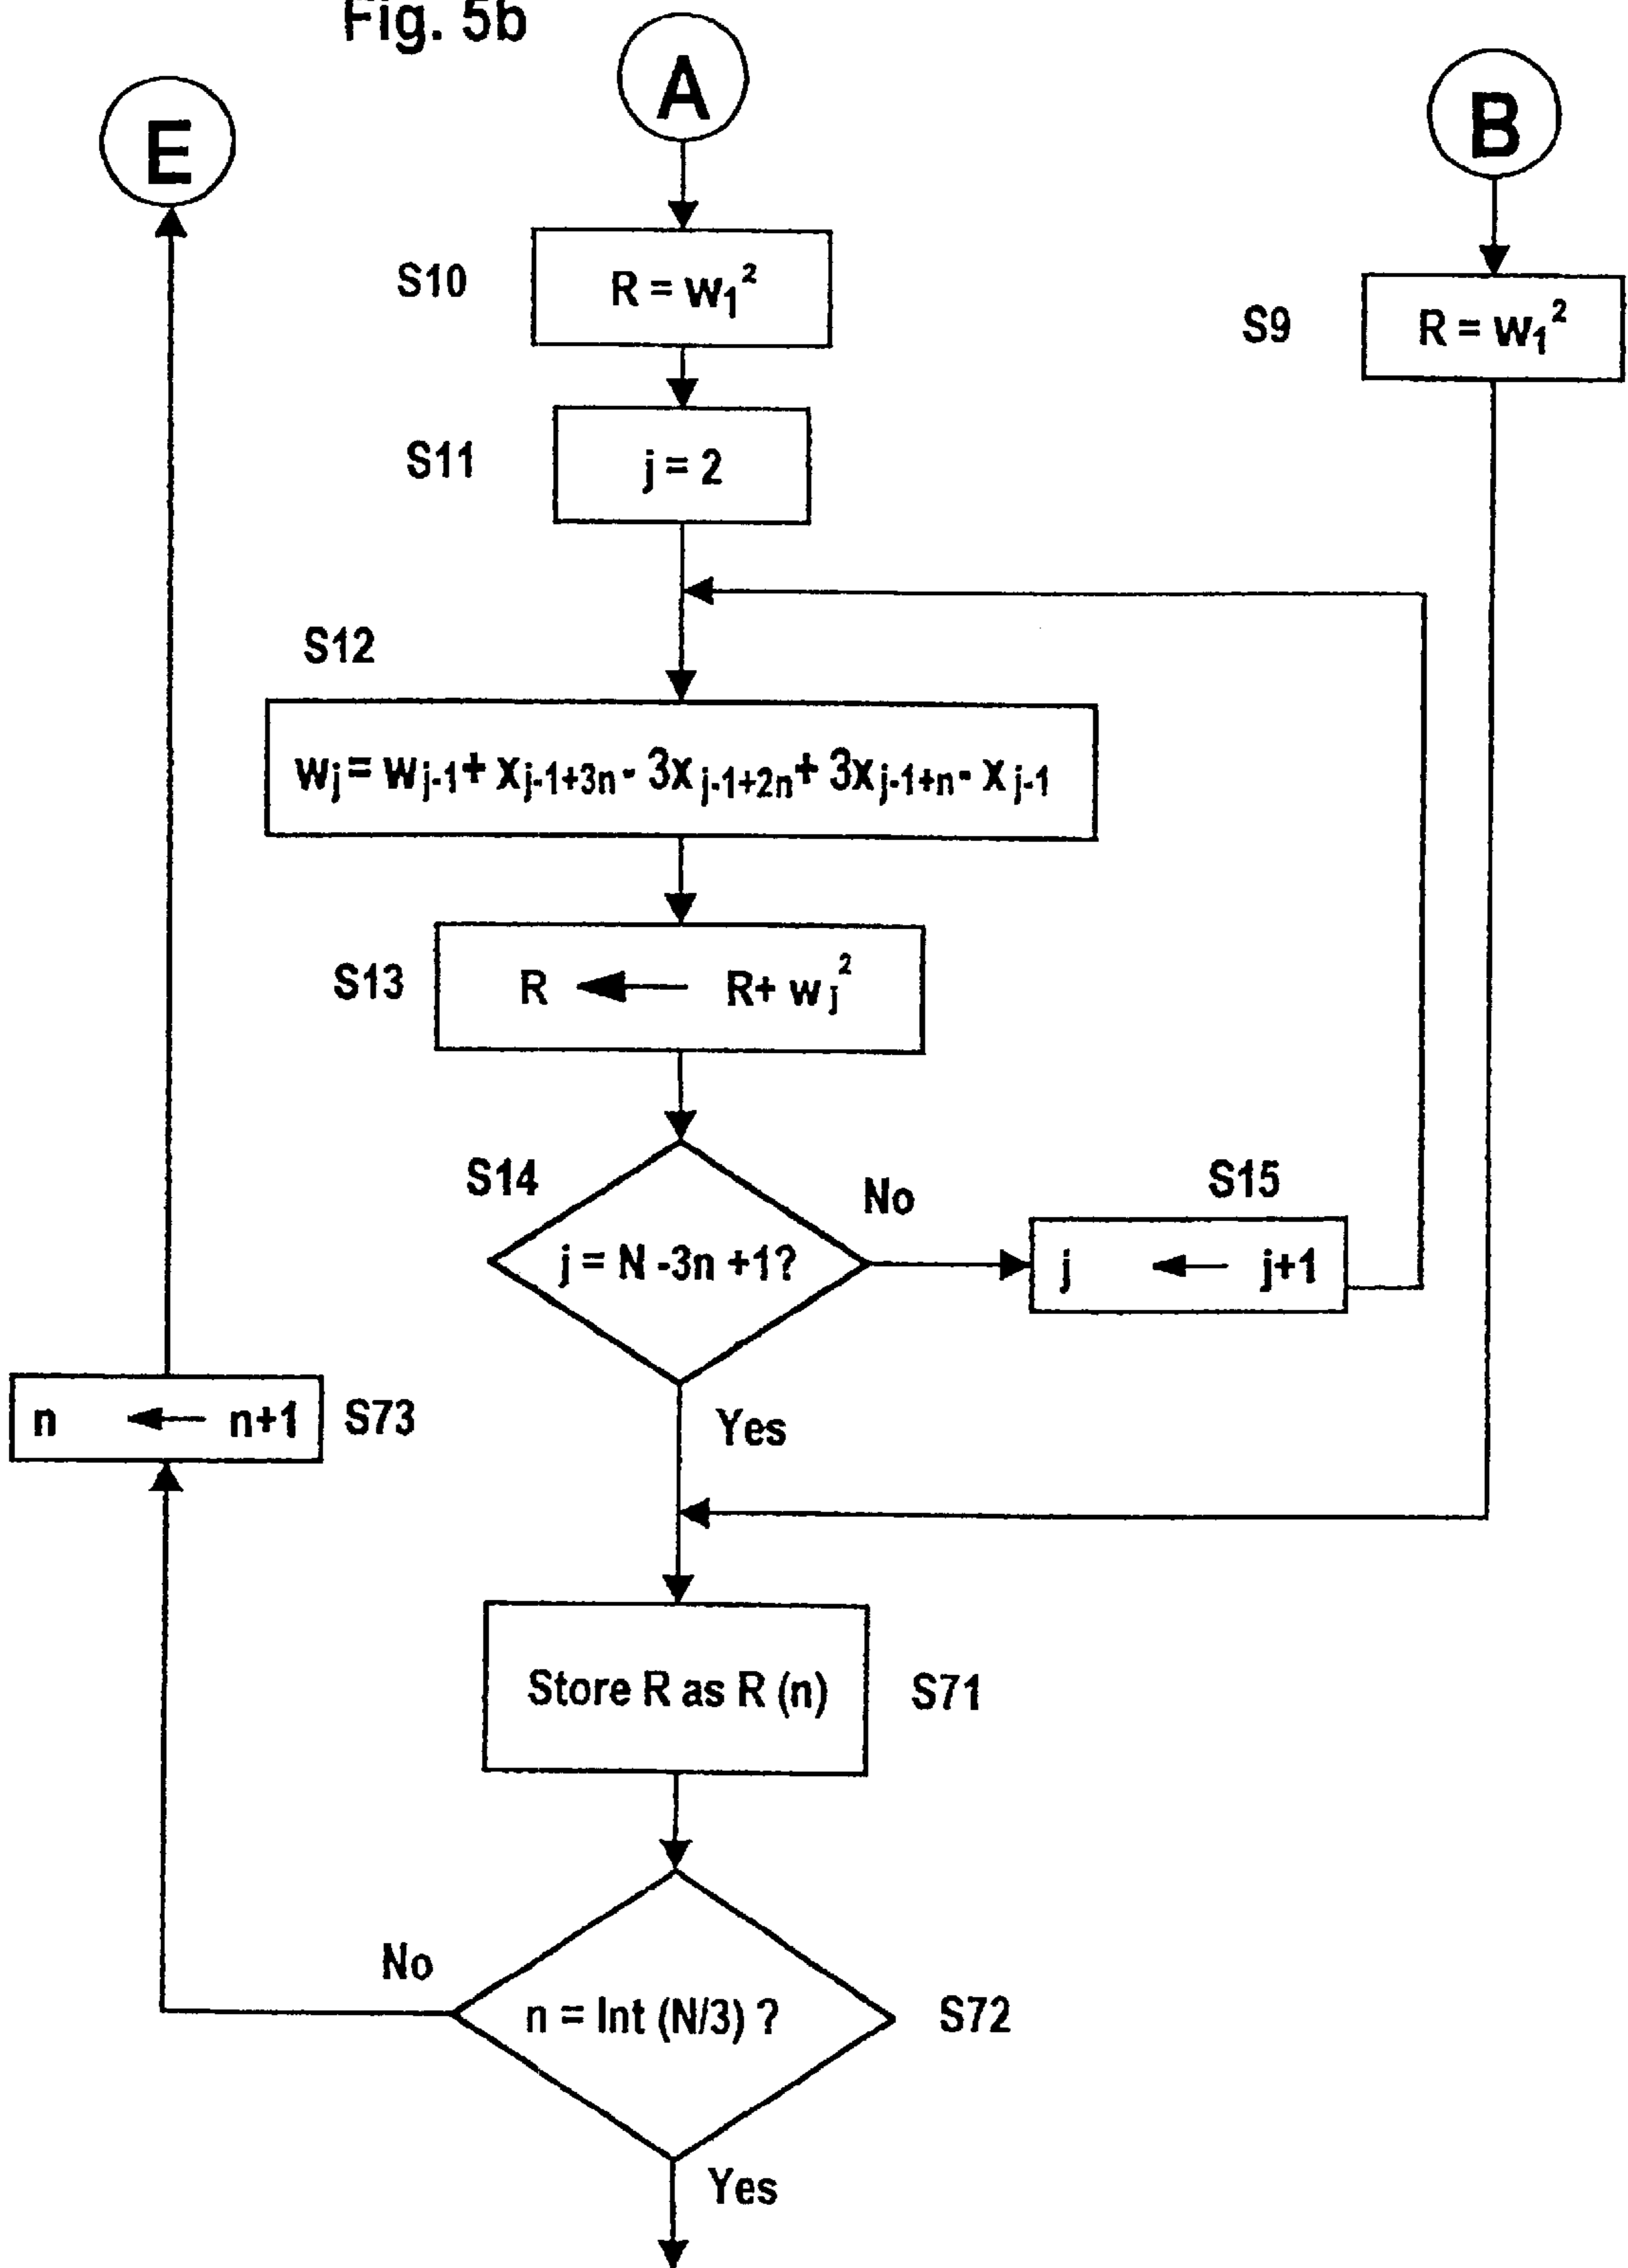 Fig. 5b
A
B
E
S10
R = w₁²
S9
R = w₁²
S11
j = 2
S12
wⱼ = wⱼ₋₁ + xⱼ₋₁₊₃ₙ - 3xⱼ₋₁₊₂ₙ + 3xⱼ₋₁₊ₙ - xⱼ₋₁
S13
R ← R+ wⱼ²
S14
j = N -3n +1?
No
S15
j ← j+1
Yes
n ← n+1
S73
Store R as R (n)
S71
No
n = Int (N/3) ?
S72
Yes